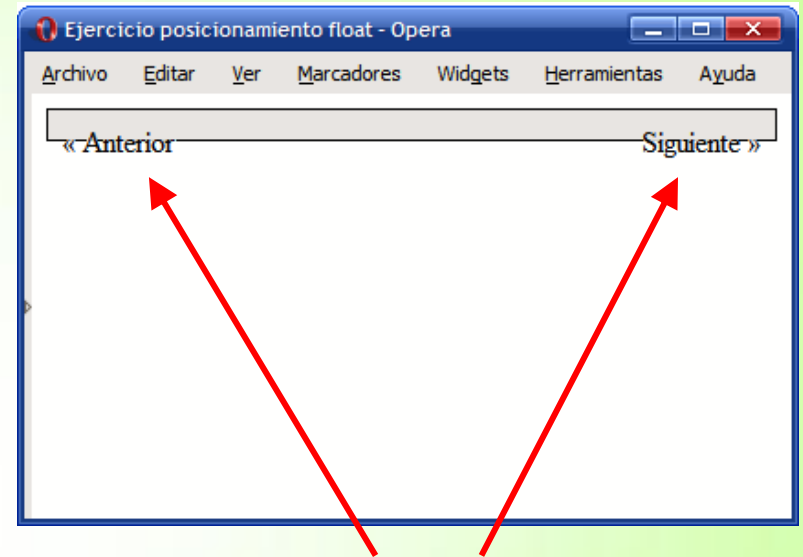 Ejercicio posicionamiento float - Opera
Archivo Editar Ver Marcadores Widgets Herramientas Ayuda
« Anterior Siguiente »